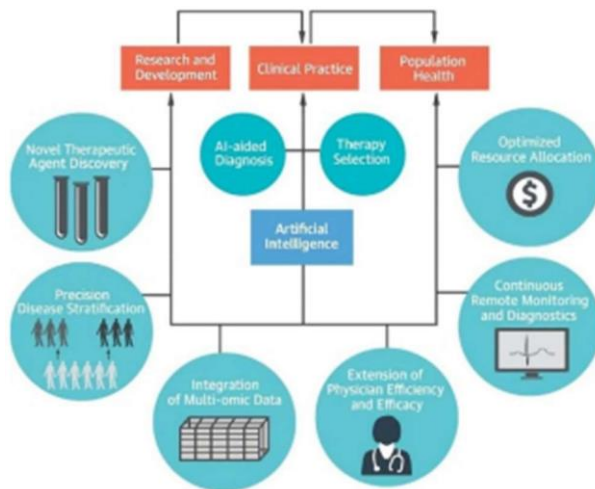 Research and
Development
Clinical Practice
Population
Health
Novel Therapeutic
Agent Discovery
AI-aided
Diagnosis
Therapy
Selection
Optimized
Resource Allocation
$
Artificial
Intelligence
Precision
Disease Stratification
Continuous
Remote Monitoring
and Diagnostics
Integration
of Multi-omic Data
Extension of
Physician Efficiency
and Efficacy